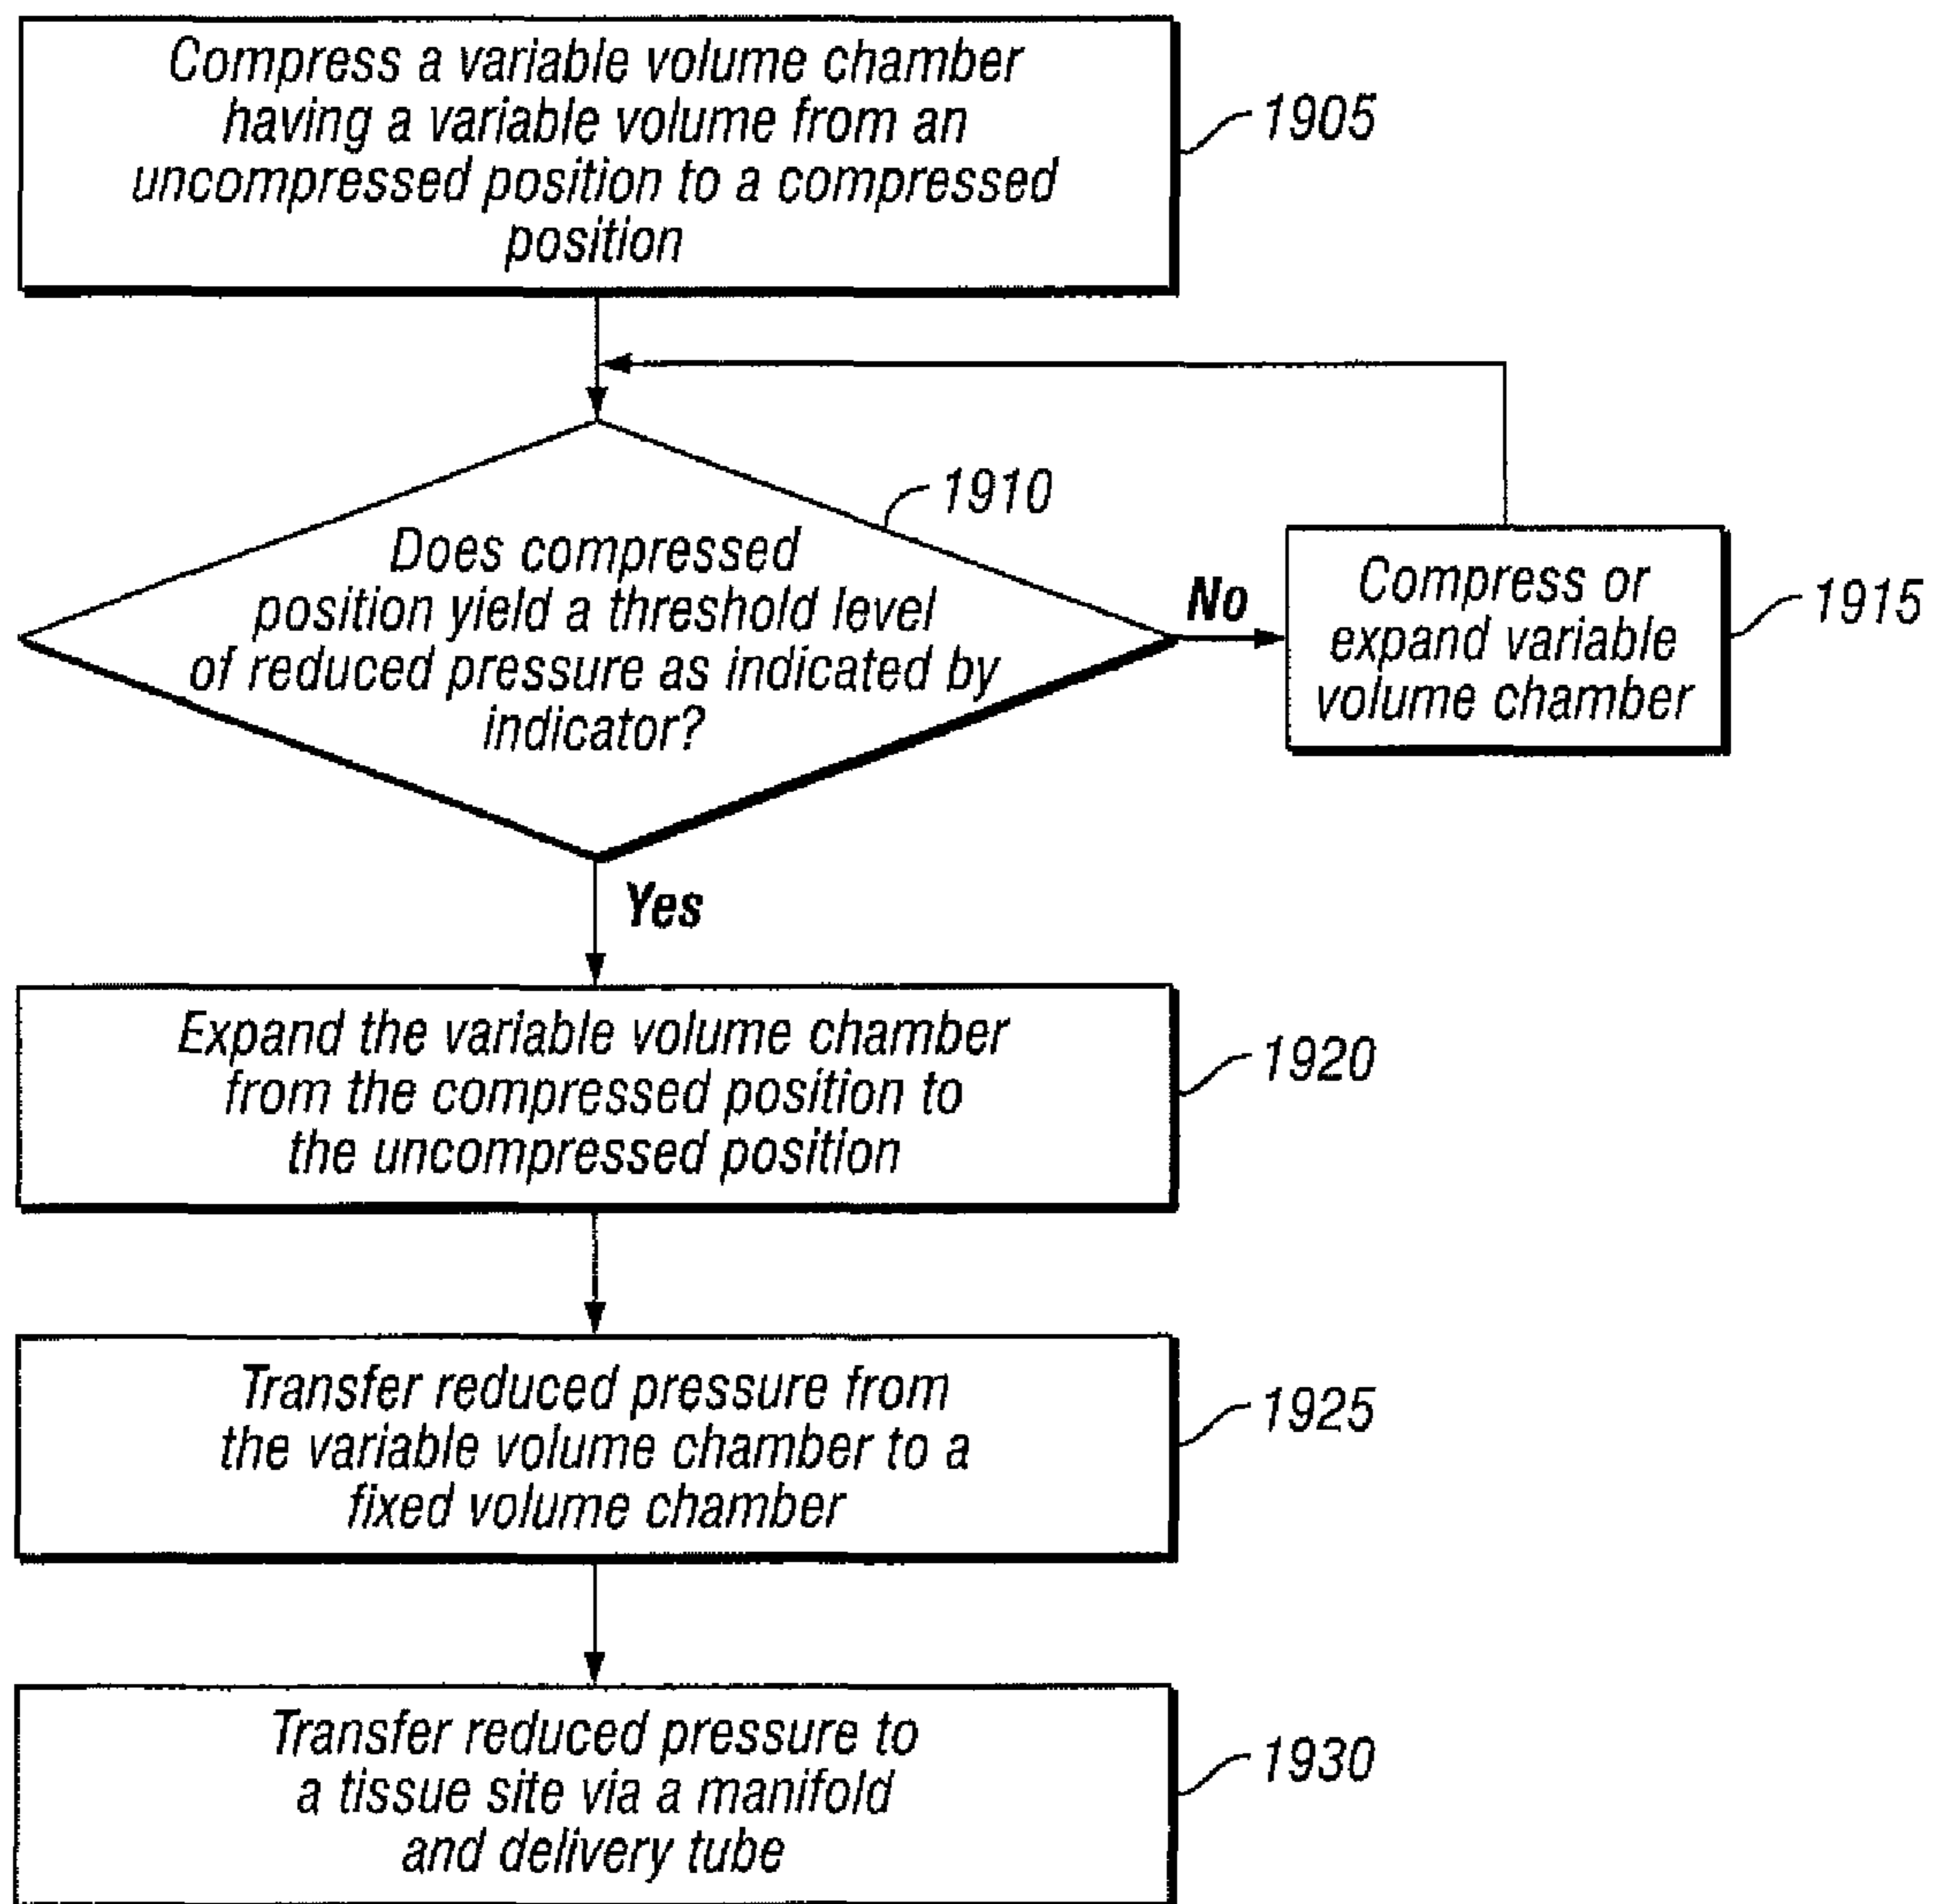 Compress a variable volume chamber
having a variable volume from an
uncompressed position to a compressed
position
1905
1910
Does compressed
position yield a threshold level
of reduced pressure as indicated by
indicator?
No
Compress or
expand variable
volume chamber
1915
Yes
Expand the variable volume chamber
from the compressed position to
the uncompressed position
1920
Transfer reduced pressure from
the variable volume chamber to a
fixed volume chamber
1925
Transfer reduced pressure to
a tissue site via a manifold
and delivery tube
1930